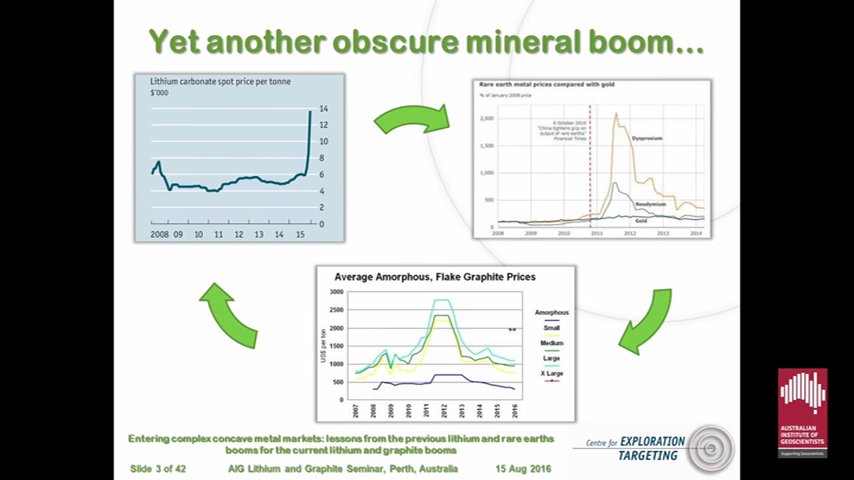 Yet another obscure mineral boom...
Lithium carbonate spot price per tonne
$'000
14
12
10
8
6
4
2
0
2008 09 10 11 12 13 14 15
Rare earth metal prices compared with gold
% of January 2008 price
2,000
1,500
1,000
500
0
6 October 2010
"China tightens grip on
output of rare earths"
Financial Times
Dysprosium
Neodymium
Gold
2008 2009 2010 2011 2012 2013 2014
Average Amorphous, Flake Graphite Prices
US$ per ton
3000
2500
2000
1500
1000
500
0
2007 2008 2009 2010 2011 2012 2013 2014 2015 2016
Amorphous
Small
Medium
Large
X Large
Entering complex concave metal markets: lessons from the previous lithium and rare earths
booms for the current lithium and graphite booms
Slide 3 of 42 AIG Lithium and Graphite Seminar, Perth, Australia 15 Aug 2016
Centre for EXPLORATION
TARGETING
AUSTRALIAN
INSTITUTE OF
GEOSCIENTISTS
Supporting Geoscientists